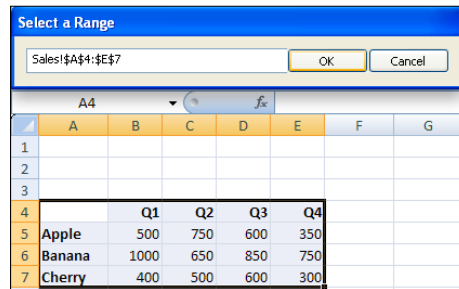 Select a Range
Sales!$A$4:$E$7 OK Cancel
A4 fx
A B C D E F G
1
2
3
4 Q1 Q2 Q3 Q4
5 Apple 500 750 600 350
6 Banana 1000 650 850 750
7 Cherry 400 500 600 300